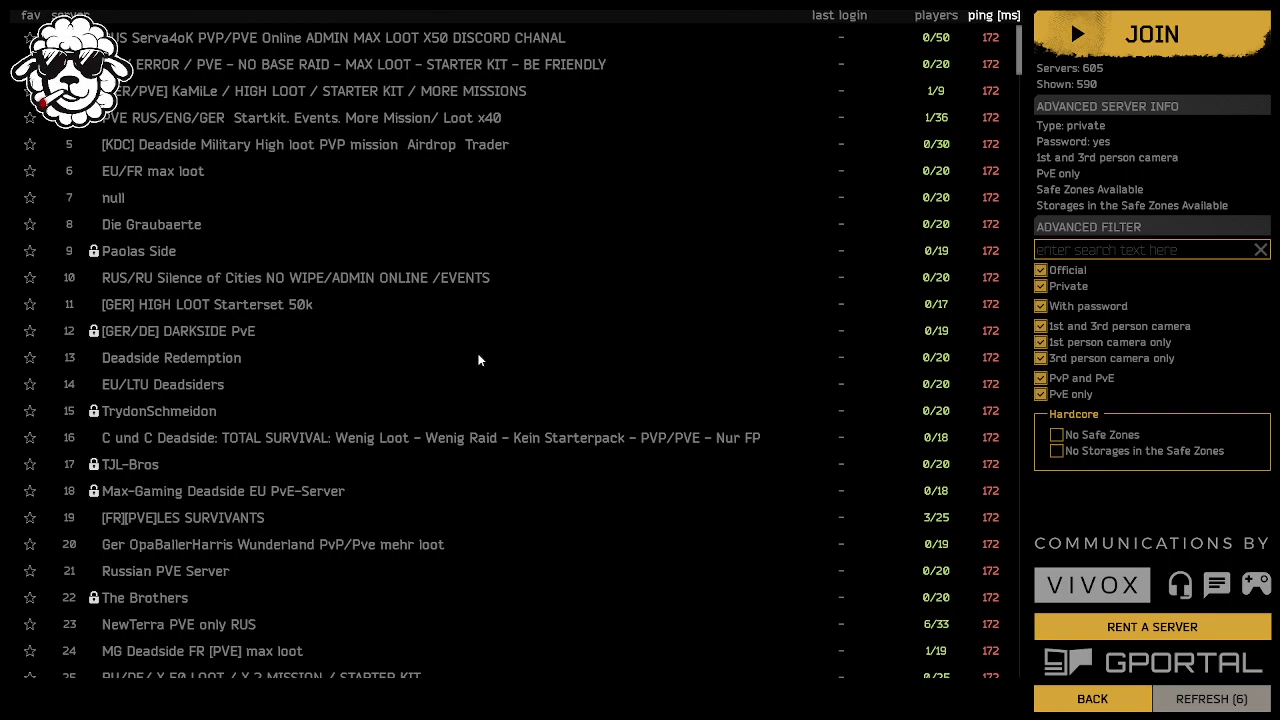 fav server last login players ping [ms]
US Serva4oK PVP/PVE Online ADMIN MAX LOOT X50 DISCORD CHANAL - 0/50 172
ERROR / PVE - NO BASE RAID - MAX LOOT - STARTER KIT - BE FRIENDLY - 0/20 172
/PVE] KaMiLe / HIGH LOOT / STARTER KIT / MORE MISSIONS - 1/9 172
PVE RUS/ENG/GER Startkit. Events. More Mission/ Loot x40 - 1/36 172
5 [KDC] Deadside Military High loot PVP mission Airdrop Trader - 0/30 172
6 EU/FR max loot - 0/20 172
7 null - 0/20 172
8 Die Graubaerte - 0/20 172
9 Paolas Side - 0/19 172
10 RUS/RU Silence of Cities NO WIPE/ADMIN ONLINE /EVENTS - 0/20 172
11 [GER] HIGH LOOT Starterset 50k - 0/17 172
12 [GER/DE] DARKSIDE PvE - 0/19 172
13 Deadside Redemption - 0/20 172
14 EU/LTU Deadsiders - 0/20 172
15 TrydonSchmeidon - 0/20 172
16 C und C Deadside: TOTAL SURVIVAL: Wenig Loot - Wenig Raid - Kein Starterpack - PVP/PVE - Nur FP - 0/18 172
17 TJL-Bros - 0/20 172
18 Max-Gaming Deadside EU PvE-Server - 0/18 172
19 [FR][PVE]LES SURVIVANTS - 3/25 172
20 Ger OpaBallerHarris Wunderland PvP/Pve mehr loot - 0/19 172
21 Russian PVE Server - 0/20 172
22 The Brothers - 0/20 172
23 NewTerra PVE only RUS - 6/33 172
24 MG Deadside FR [PVE] max loot - 1/19 172
25 RU/DE/ X 50 LOOT / X 2 MISSION / STARTER KIT - 0/25 172
JOIN
Servers: 605
Shown: 590
ADVANCED SERVER INFO
Type: private
Password: yes
1st and 3rd person camera
PvE only
Safe Zones Available
Storages in the Safe Zones Available
ADVANCED FILTER
enter search text here
Official
Private
With password
1st and 3rd person camera
1st person camera only
3rd person camera only
PvP and PvE
PvE only
Hardcore
No Safe Zones
No Storages in the Safe Zones
COMMUNICATIONS BY
VIVOX
RENT A SERVER
GPORTAL
BACK
REFRESH (6)